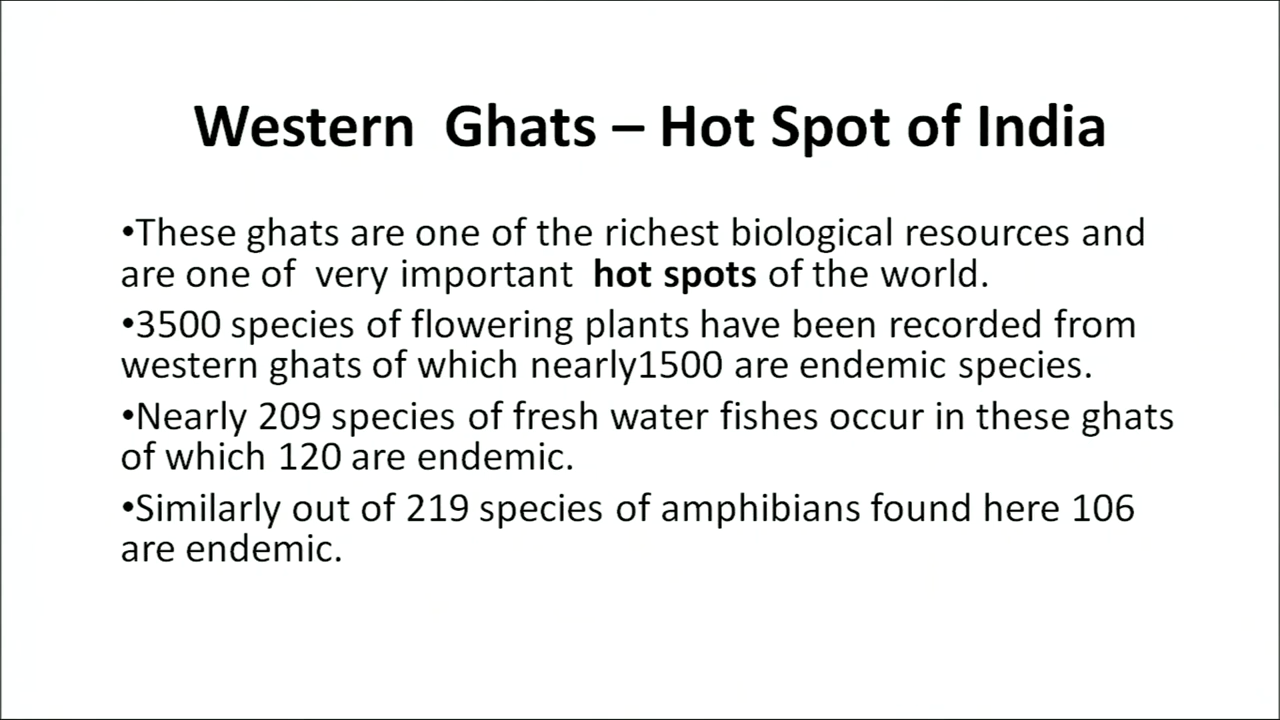 Western  Ghats – Hot Spot of India
•These ghats are one of the richest biological resources and
are one of  very important  hot spots of the world.
•3500 species of flowering plants have been recorded from
western ghats of which nearly1500 are endemic species.
•Nearly 209 species of fresh water fishes occur in these ghats
of which 120 are endemic.
•Similarly out of 219 species of amphibians found here 106
are endemic.